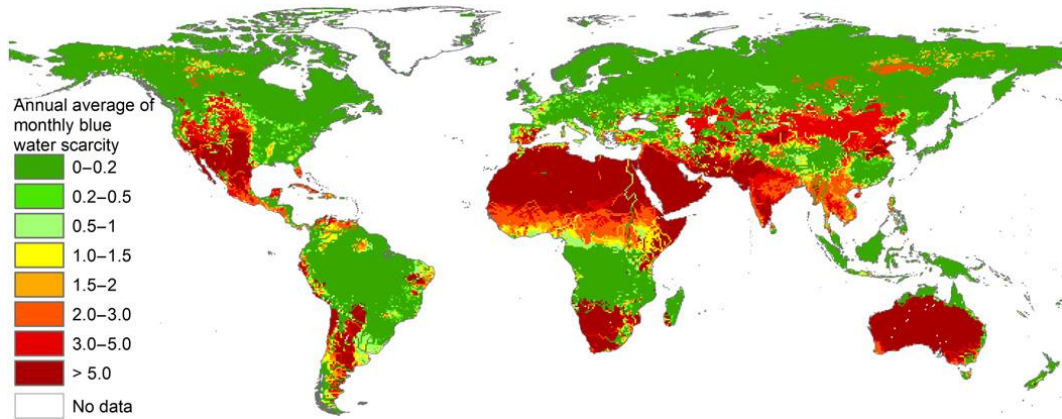 Annual average of
monthly blue
water scarcity
0–0.2
0.2–0.5
0.5–1
1.0–1.5
1.5–2
2.0–3.0
3.0–5.0
> 5.0
No data